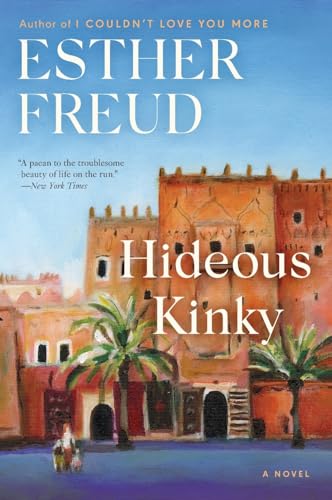 Author of I COULDN'T LOVE YOU MORE
ESTHER
FREUD
“A paean to the troublesome
beauty of life on the run.”
—New York Times
Hideous
Kinky
A NOVEL